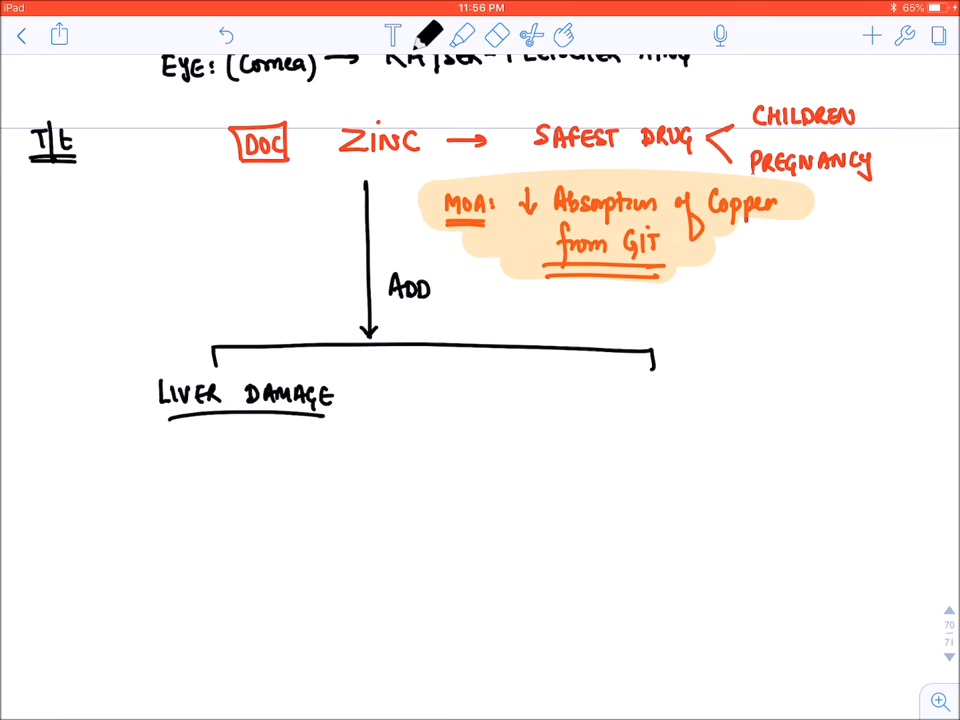 iPad 11:56 PM 65%
EYE: (Cornea) →
T/t DOC ZINC → SAFEST DRUG < CHILDREN
PREGNANCY
MOA: ↓ Absorption of Copper
from GIT
ADD
LIVER DAMAGE
70
71